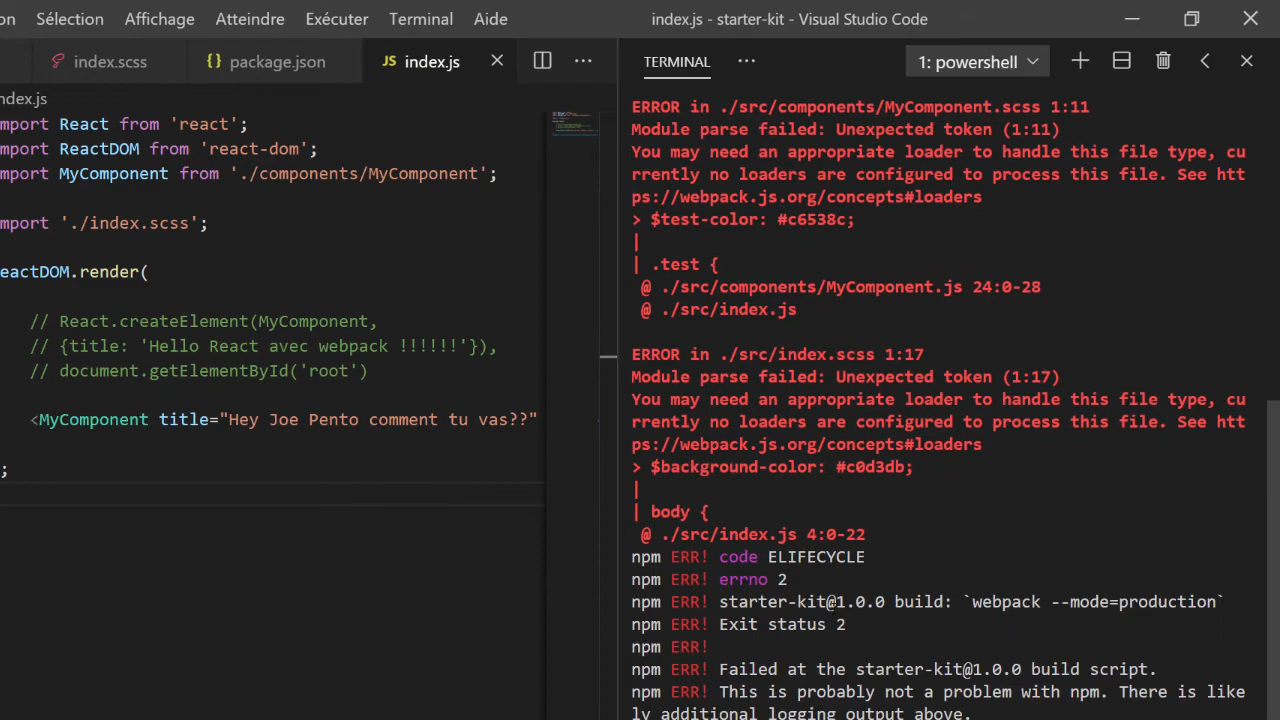 on Sélection Affichage Atteindre Exécuter Terminal Aide index.js - starter-kit - Visual Studio Code
index.scss {} package.json JS index.js
ndex.js
mport React from 'react';
mport ReactDOM from 'react-dom';
mport MyComponent from './components/MyComponent';
mport './index.scss';
eactDOM.render(
// React.createElement(MyComponent,
// {title: 'Hello React avec webpack !!!!!!'}),
// document.getElementById('root')
<MyComponent title="Hey Joe Pento comment tu vas??"
;
TERMINAL 1: powershell
ERROR in ./src/components/MyComponent.scss 1:11
Module parse failed: Unexpected token (1:11)
You may need an appropriate loader to handle this file type, cu
rrently no loaders are configured to process this file. See htt
ps://webpack.js.org/concepts#loaders
> $test-color: #c6538c;
|
| .test {
@ ./src/components/MyComponent.js 24:0-28
@ ./src/index.js
ERROR in ./src/index.scss 1:17
Module parse failed: Unexpected token (1:17)
You may need an appropriate loader to handle this file type, cu
rrently no loaders are configured to process this file. See htt
ps://webpack.js.org/concepts#loaders
> $background-color: #c0d3db;
|
| body {
@ ./src/index.js 4:0-22
npm ERR! code ELIFECYCLE
npm ERR! errno 2
npm ERR! starter-kit@1.0.0 build: `webpack --mode=production`
npm ERR! Exit status 2
npm ERR!
npm ERR! Failed at the starter-kit@1.0.0 build script.
npm ERR! This is probably not a problem with npm. There is like
ly additional logging output above.